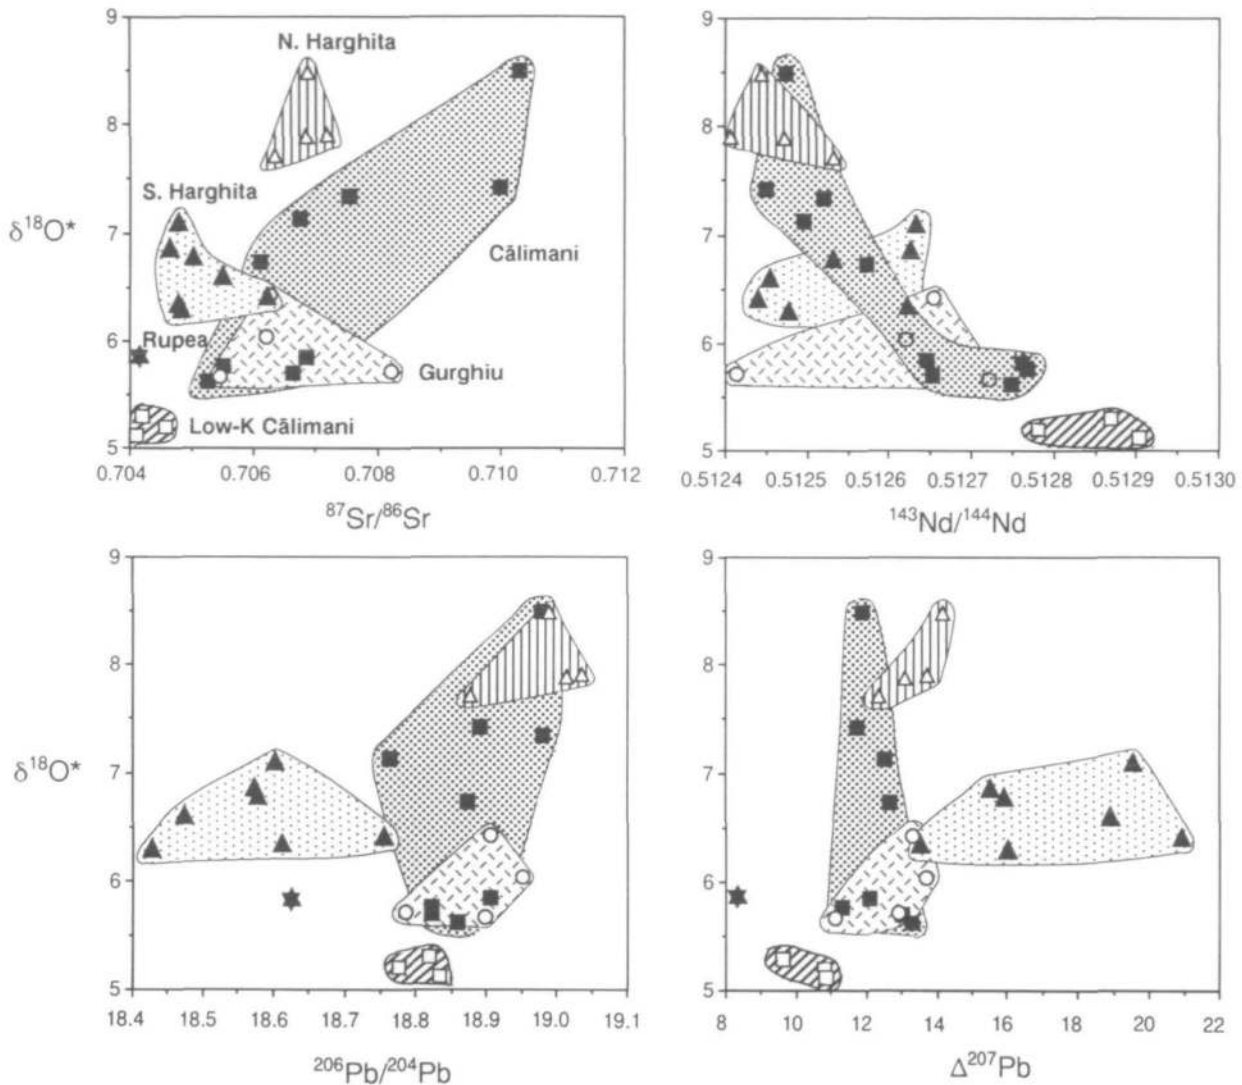 9
8
7
6
5
δ18O*
N. Harghita
S. Harghita
Călimani
Rupea
Gurghiu
Low-K Călimani
0.704 0.706 0.708 0.710 0.712
87Sr/86Sr
9
8
7
6
5
0.5124 0.5125 0.5126 0.5127 0.5128 0.5129 0.5130
143Nd/144Nd
9
8
7
6
5
δ18O*
18.4 18.5 18.6 18.7 18.8 18.9 19.0 19.1
206Pb/204Pb
9
8
7
6
5
8 10 12 14 16 18 20 22
Δ207Pb